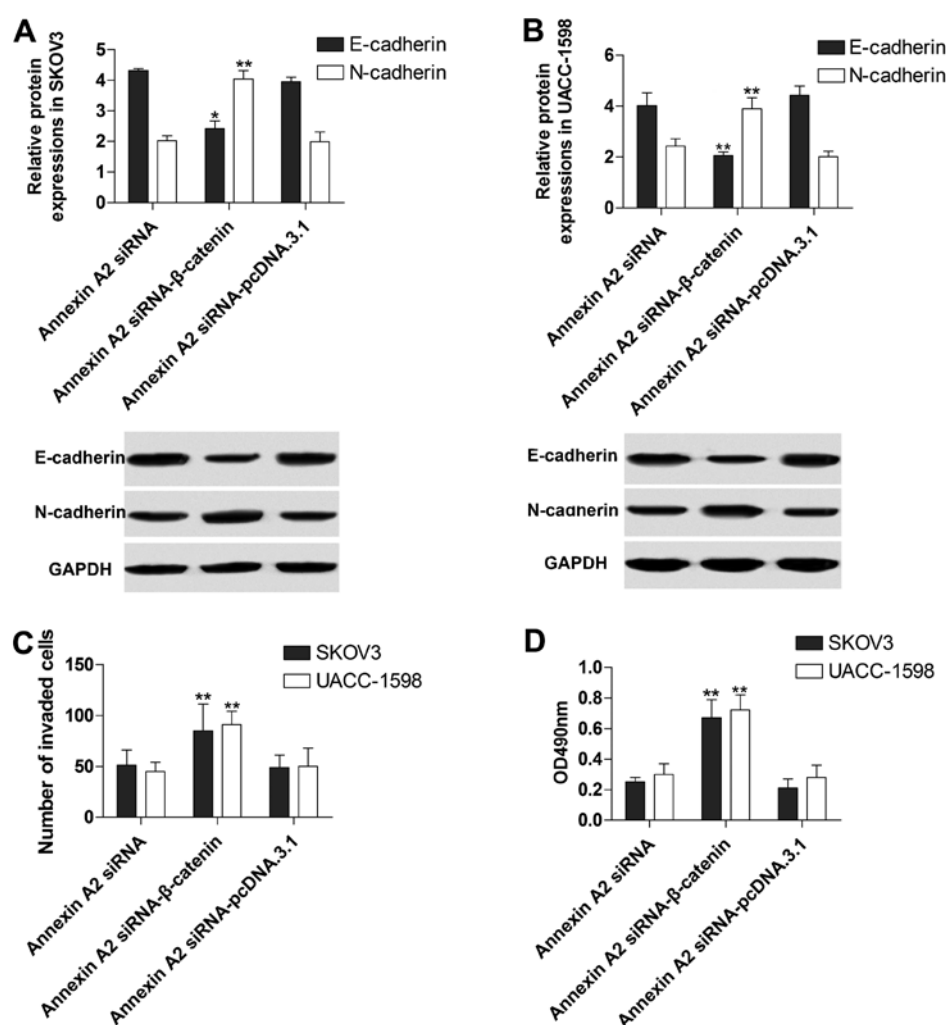 A
Relative protein
expressions in SKOV3
E-cadherin
N-cadherin
6
4
2
0
*
**
Annexin A2 siRNA
Annexin A2 siRNA-β-catenin
Annexin A2 siRNA-pcDNA.3.1
E-cadherin
N-cadherin
GAPDH
B
Relative protein
expressions in UACC-1598
E-cadherin
N-cadherin
6
4
2
0
**
**
Annexin A2 siRNA
Annexin A2 siRNA-β-catenin
Annexin A2 siRNA-pcDNA.3.1
E-cadherin
N-cadherin
GAPDH
C
Number of invaded cells
SKOV3
UACC-1598
150
100
50
0
**
**
Annexin A2 siRNA
Annexin A2 siRNA-β-catenin
Annexin A2 siRNA-pcDNA.3.1
D
OD490nm
SKOV3
UACC-1598
1.0
0.8
0.6
0.4
0.2
0.0
**
**
Annexin A2 siRNA
Annexin A2 siRNA-β-catenin
Annexin A2 siRNA-pcDNA.3.1